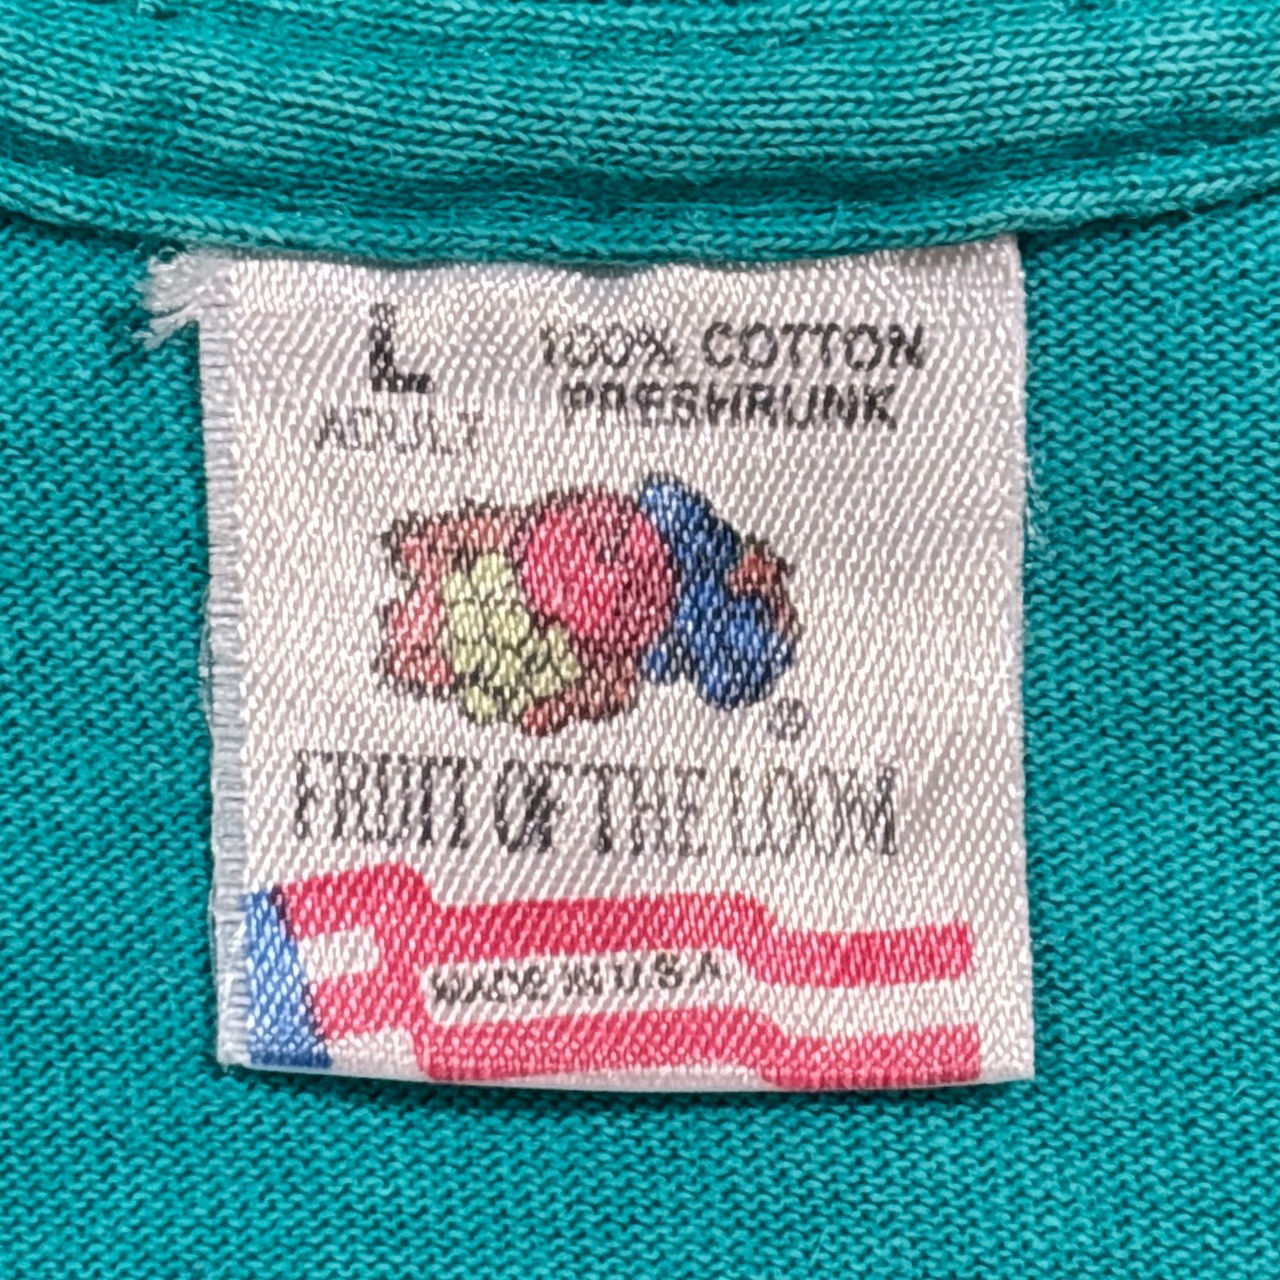 L
100% COTTON
PRESHRUNK
ADULT
®
FRUIT OF THE LOOM
MADE IN U.S.A